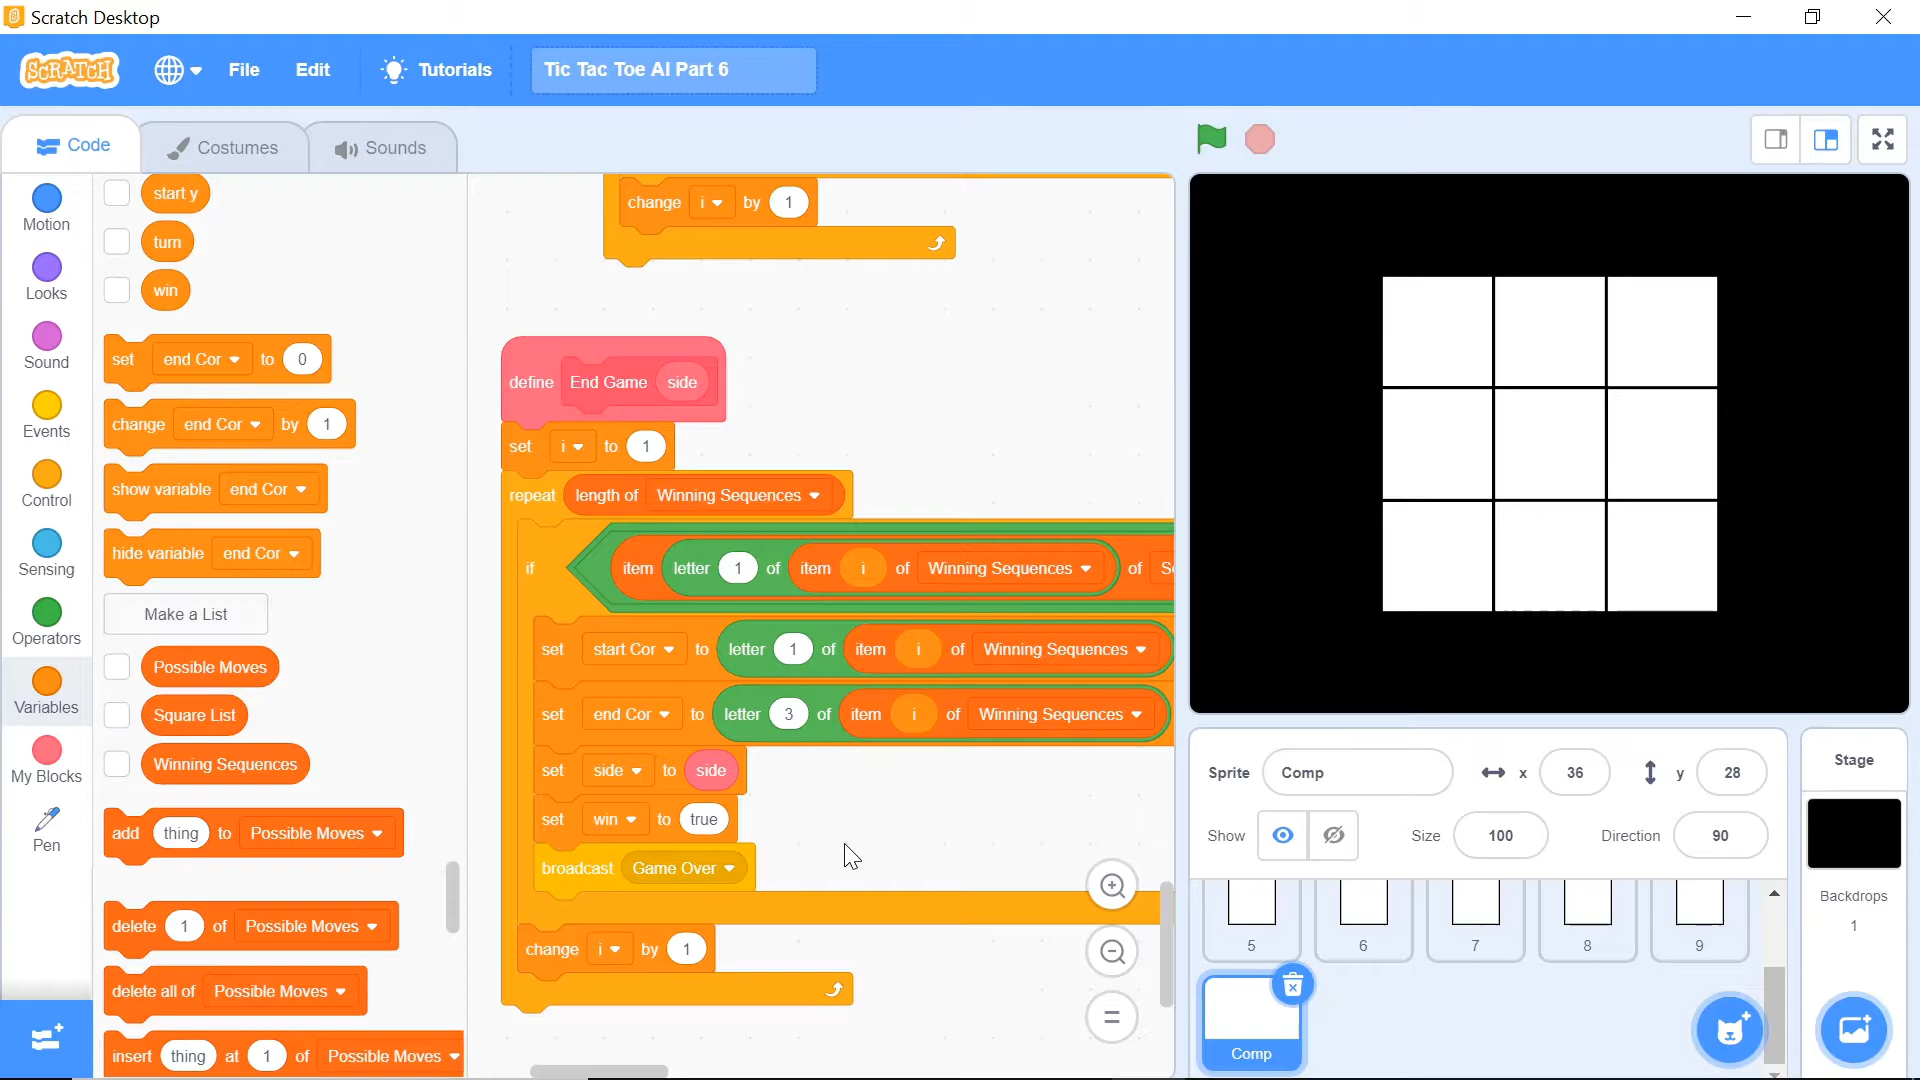 Scratch Desktop
SCRATCH File Edit Tutorials Tic Tac Toe AI Part 6
Code Costumes Sounds
Motion
Looks
Sound
Events
Control
Sensing
Operators
Variables
My Blocks
Pen
start y
turn
win
set end Cor to 0
change end Cor by 1
show variable end Cor
hide variable end Cor
Make a List
Possible Moves
Square List
Winning Sequences
add thing to Possible Moves
delete 1 of Possible Moves
delete all of Possible Moves
insert thing at 1 of Possible Moves
change i by 1
define End Game side
set i to 1
repeat length of Winning Sequences
if item letter 1 of item i of Winning Sequences of
set start Cor to letter 1 of item i of Winning Sequences
set end Cor to letter 3 of item i of Winning Sequences
set side to side
set win to true
broadcast Game Over
change i by 1
Sprite Comp x 36 y 28
Show Size 100 Direction 90
5 6 7 8 9
Comp
Stage
Backdrops
1